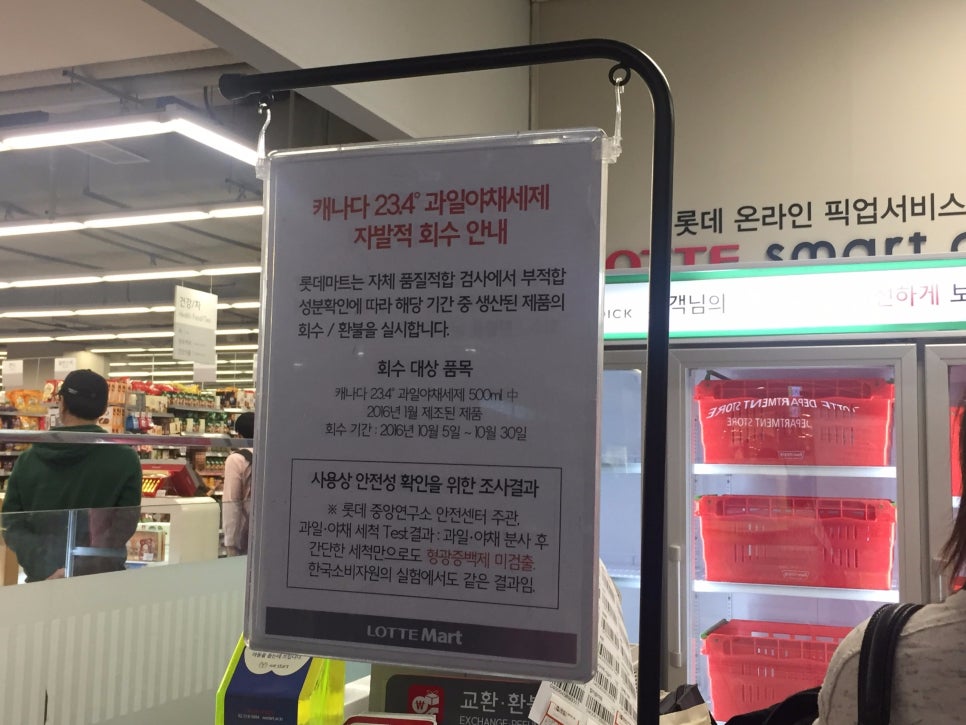 캐나다 23.4° 과일야채세제
자발적 회수 안내
롯데마트는 자체 품질적합 검사에서 부적합
성분확인에 따라 해당 기간 중 생산된 제품의
회수 / 환불을 실시합니다.
회수 대상 품목
캐나다 23.4° 과일야채세제 500ml 中
2016년 1월 제조된 제품
회수 기간 : 2016년 10월 5일 ~ 10월 30일
사용상 안전성 확인을 위한 조사결과
※ 롯데 중앙연구소 안전센터 주관,
과일·야채 세척 Test결과 : 과일·야채 분사 후
간단한 세척만으로도 형광증백제 미검출.
한국소비자원의 실험에서도 같은 결과임.
LOTTE Mart
롯데 온라인 픽업서비스
LOTTE smart
PICK
객님의
하게 보
LOTTE DEPARTMENT STORE
DEPARTMENT STORE
건강/차
교환·환불